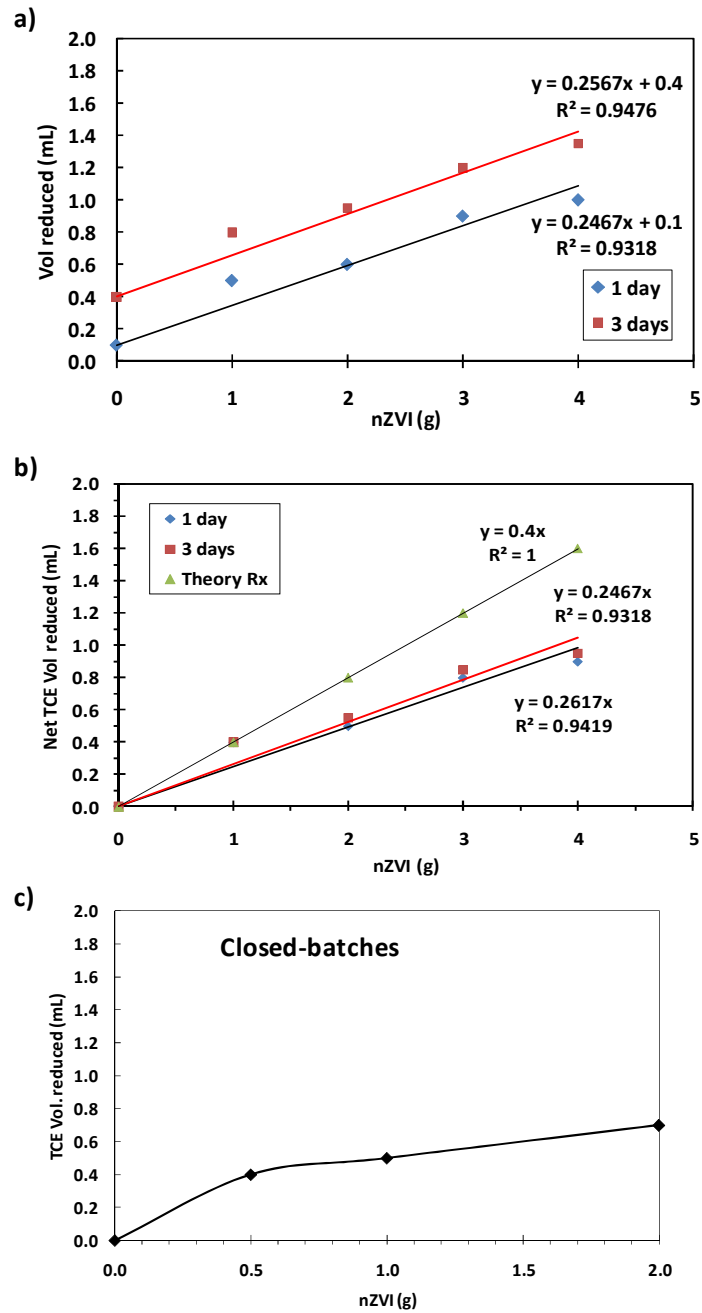 a)
2.0
1.8
1.6
1.4
1.2
1.0
0.8
0.6
0.4
0.2
0.0
Vol reduced (mL)
y = 0.2567x + 0.4
R² = 0.9476
y = 0.2467x + 0.1
R² = 0.9318
1 day
3 days
0 1 2 3 4 5
nZVI (g)
b)
2.0
1.8
1.6
1.4
1.2
1.0
0.8
0.6
0.4
0.2
0.0
Net TCE Vol reduced (mL)
1 day
3 days
Theory Rx
y = 0.4x
R² = 1
y = 0.2467x
R² = 0.9318
y = 0.2617x
R² = 0.9419
0 1 2 3 4 5
nZVI (g)
c)
2.0
1.8
1.6
1.4
1.2
1.0
0.8
0.6
0.4
0.2
0.0
TCE Vol. reduced (mL)
Closed-batches
0.0 0.5 1.0 1.5 2.0
nZVI (g)